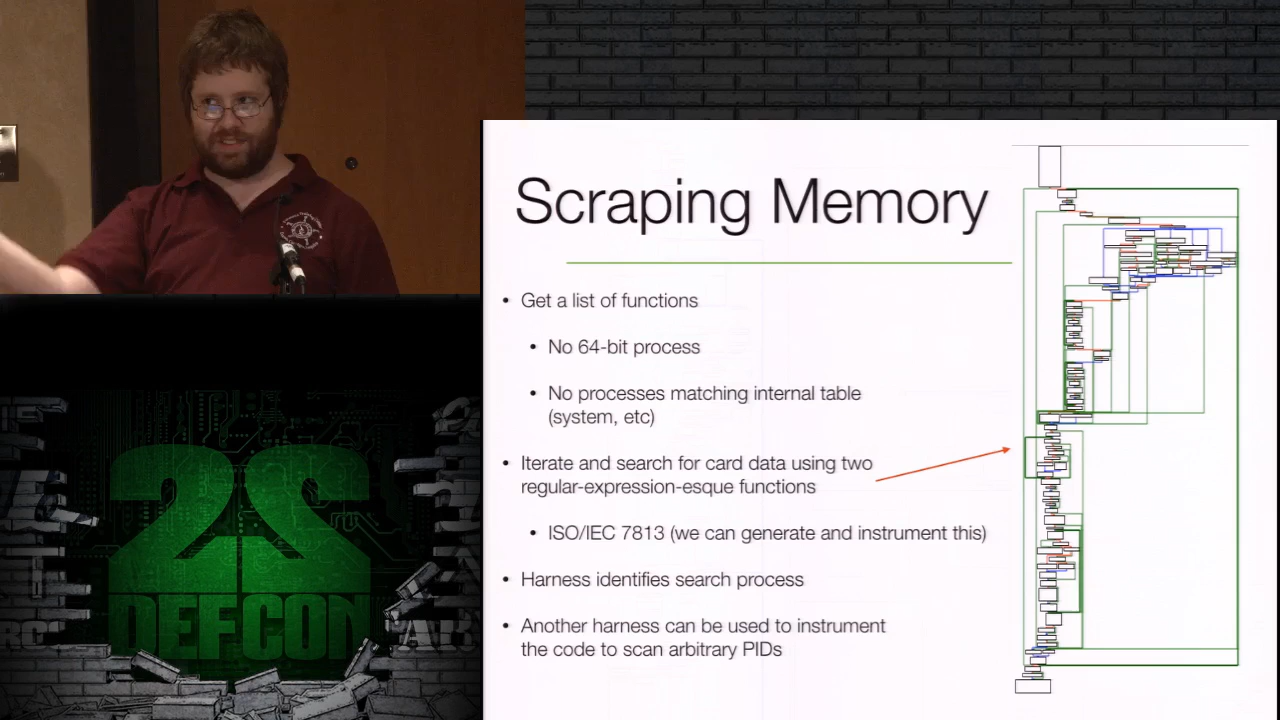 Scraping Memory
• Get a list of functions
• No 64-bit process
• No processes matching internal table
(system, etc)
• Iterate and search for card data using two
regular-expression-esque functions
• ISO/IEC 7813 (we can generate and instrument this)
• Harness identifies search process
• Another harness can be used to instrument
the code to scan arbitrary PIDs
22
DEFCON